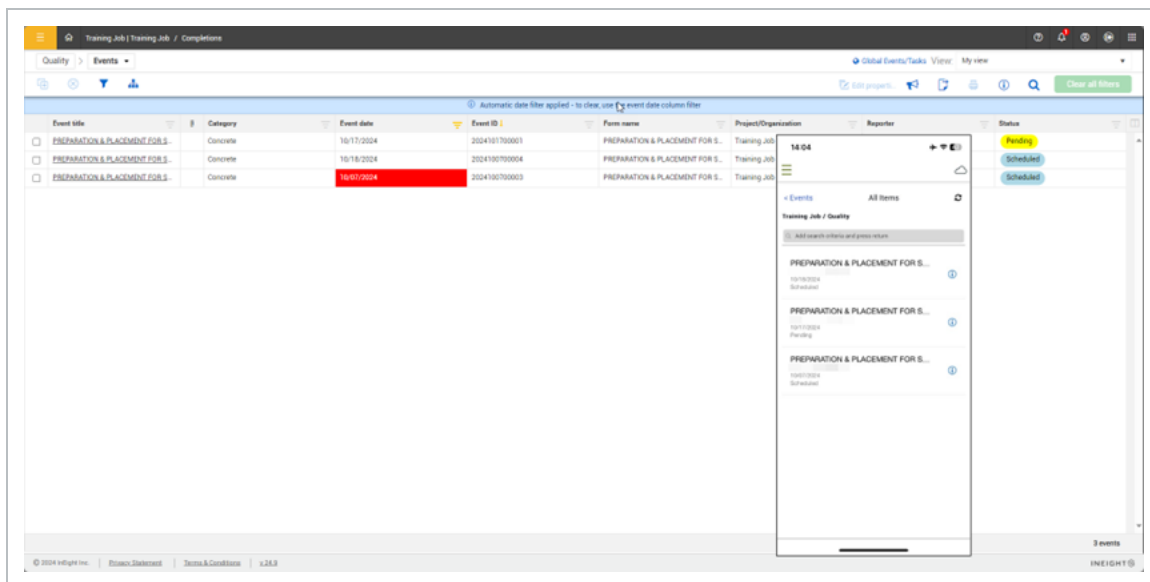 Training Job | Training Job / Completions
Quality > Events
Global Events/Tasks View: My view
Edit properti... Clear all filters
Automatic date filter applied - to clear, use the event date column filter
Event title Category Event date Event ID Form name Project/Organization Reporter Status
PREPARATION & PLACEMENT FOR S... Concrete 10/17/2024 2024101700001 PREPARATION & PLACEMENT FOR S... Training Job Pending
PREPARATION & PLACEMENT FOR S... Concrete 10/18/2024 2024100700004 PREPARATION & PLACEMENT FOR S... Training Job Scheduled
PREPARATION & PLACEMENT FOR S... Concrete 10/07/2024 2024100700003 PREPARATION & PLACEMENT FOR S... Training Job Scheduled
14:04
< Events All Items
Training Job / Quality
Add search criteria and press return
PREPARATION & PLACEMENT FOR S...
10/18/2024
Scheduled
PREPARATION & PLACEMENT FOR S...
10/17/2024
Pending
PREPARATION & PLACEMENT FOR S...
10/07/2024
Scheduled
3 events
© 2024 InEight Inc. | Privacy Statement | Terms & Conditions | v 24.9
INEIGHT